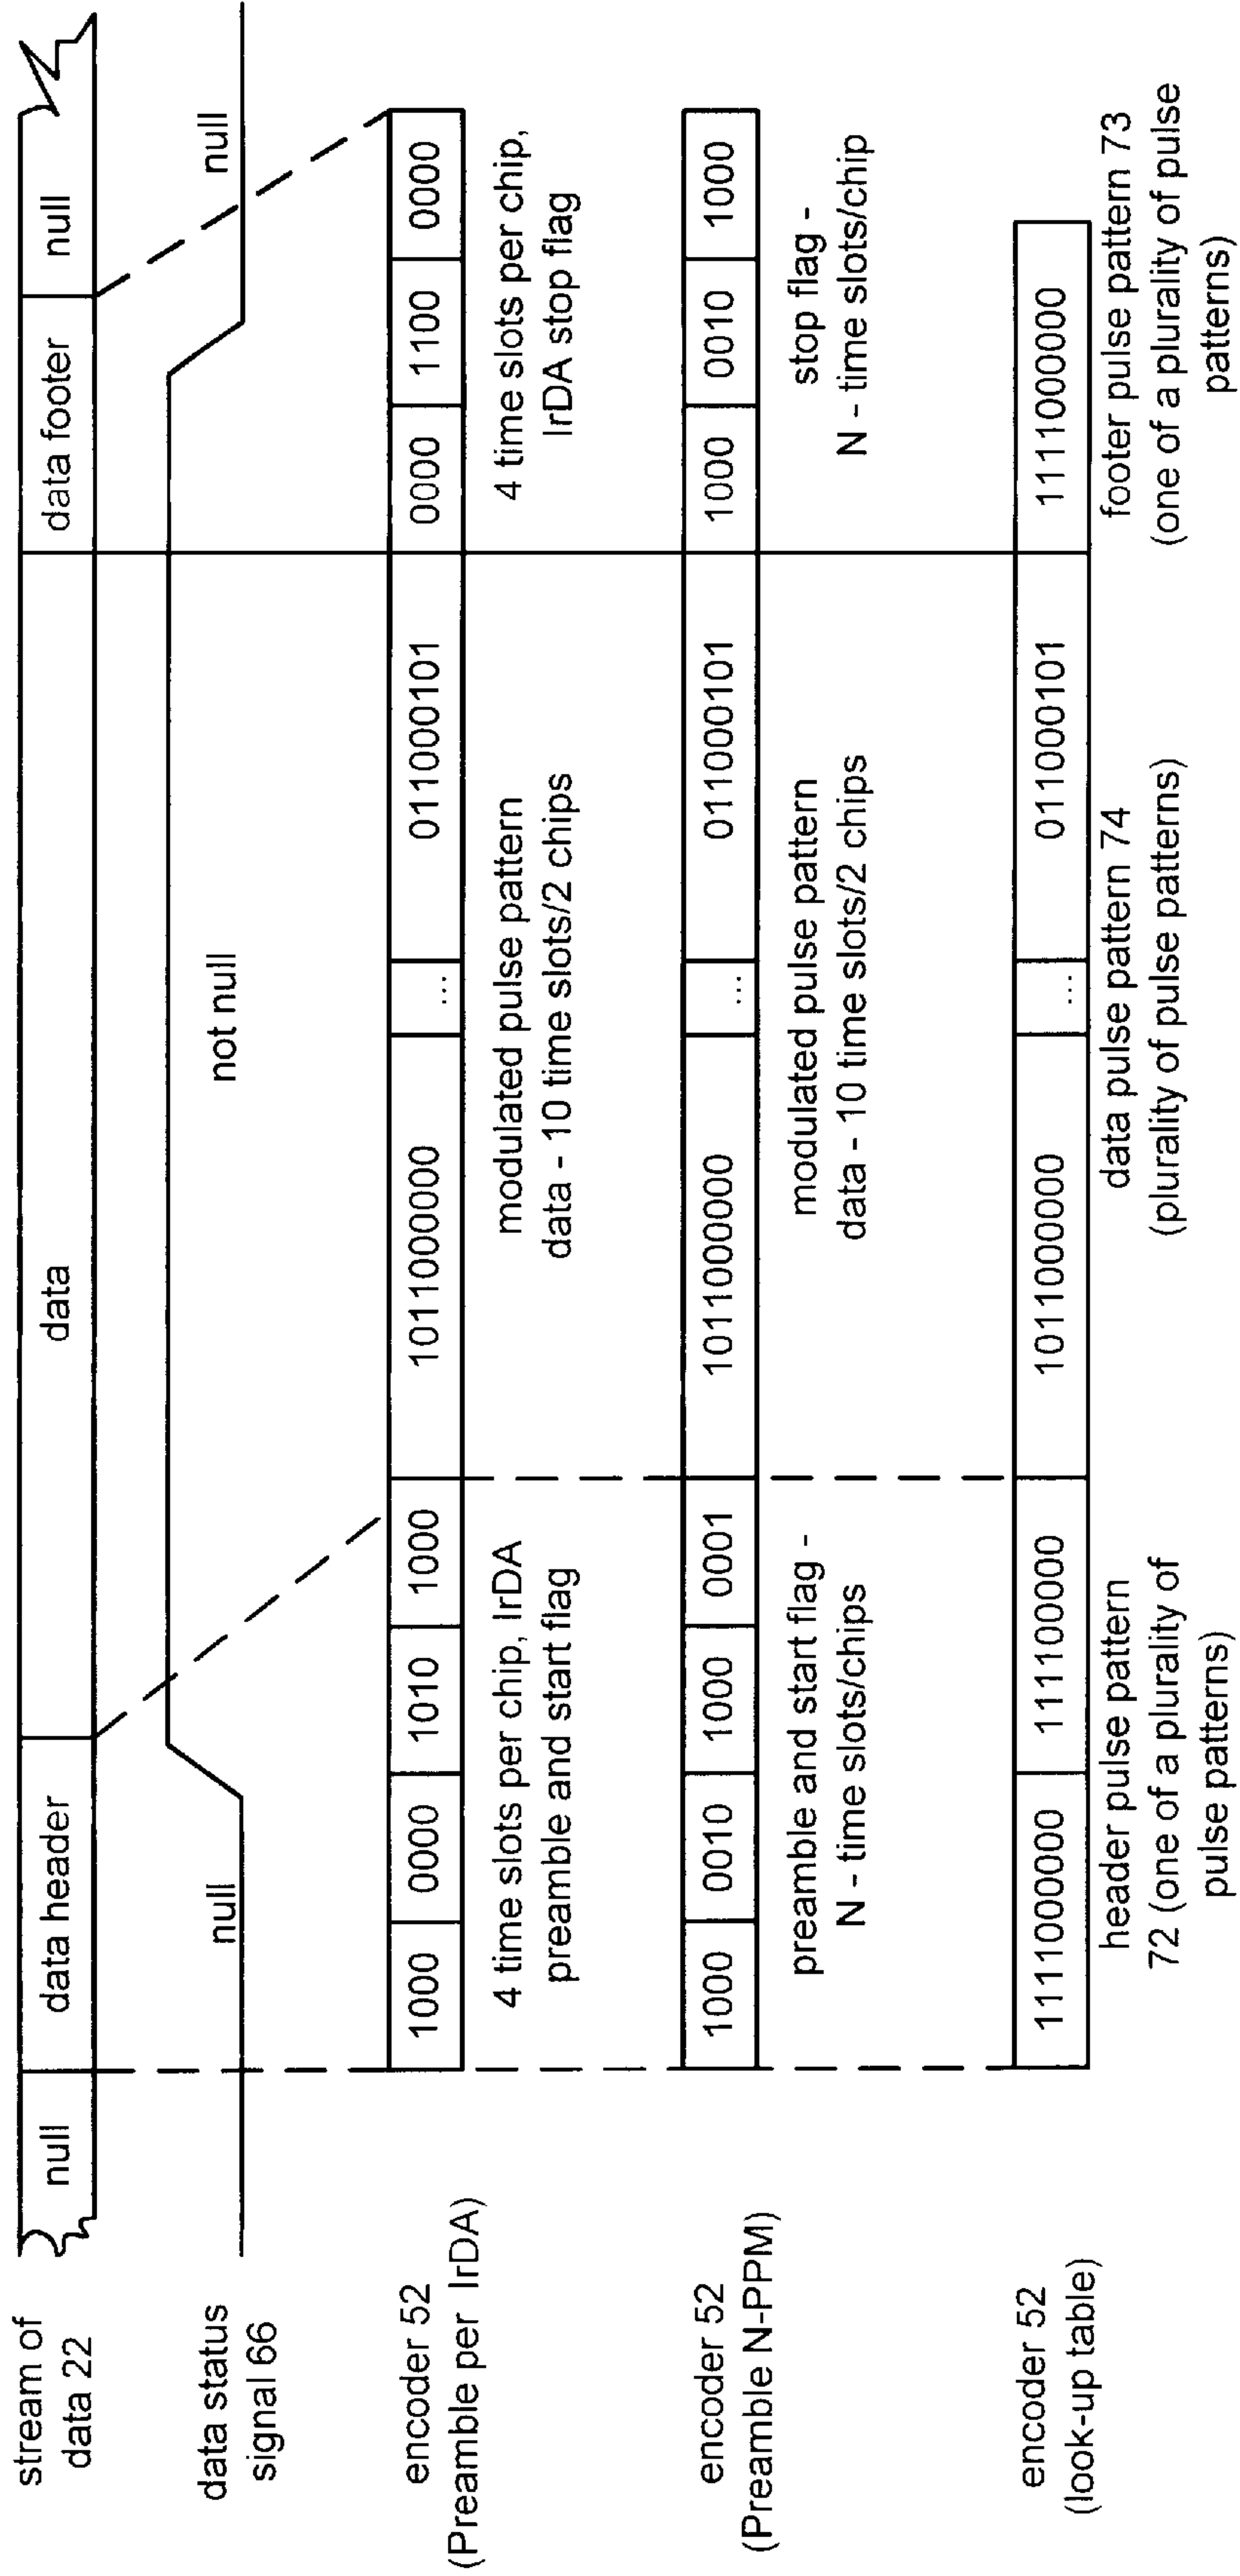 stream of
data 22
null
data header
data
data footer
null
data status
signal 66
null
not null
null
encoder 52
(Preamble per IrDA)
1000 0000 1010 1000 1011000000 ... 0110000101 0000 1100 0000
4 time slots per chip, IrDA
preamble and start flag
modulated pulse pattern
data - 10 time slots/2 chips
4 time slots per chip,
IrDA stop flag
encoder 52
(Preamble N-PPM)
1000 0010 1000 0001 1011000000 ... 0110000101 1000 0010 1000
preamble and start flag -
N - time slots/chips
modulated pulse pattern
data - 10 time slots/2 chips
stop flag -
N - time slots/chip
encoder 52
(look-up table)
1111000000 1111000000 1011000000 ... 0110000101 1111000000
header pulse pattern
72 (one of a plurality of
pulse patterns)
data pulse pattern 74
(plurality of pulse patterns)
footer pulse pattern 73
(one of a plurality of pulse
patterns)